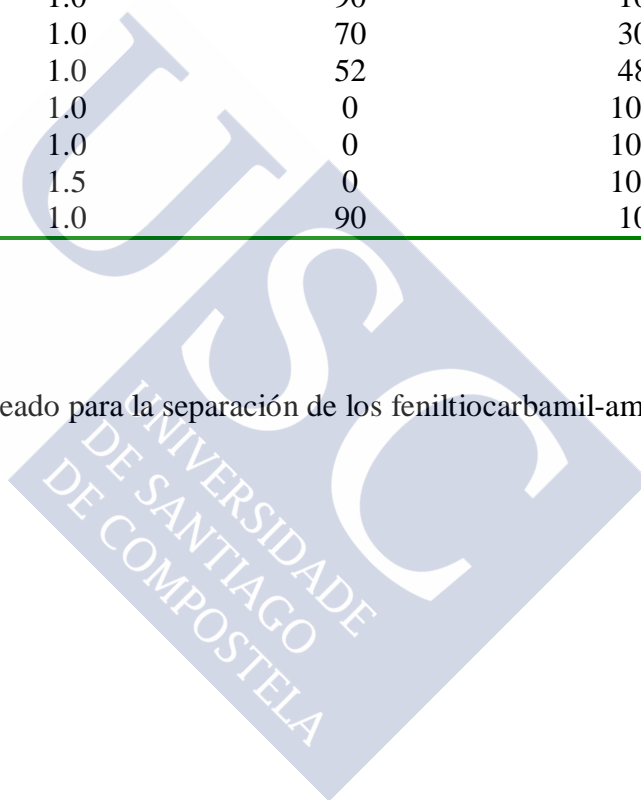 1.0 90
1.0 70 30
1.0 52 48
1.0 0 10
1.0 0 10
1.5 0 10
1.0 90 10
eado para la separación de los feniltiocarbamil-am
USC
UNIVERSIDADE
DE SANTIAGO
DE COMPOSTELA